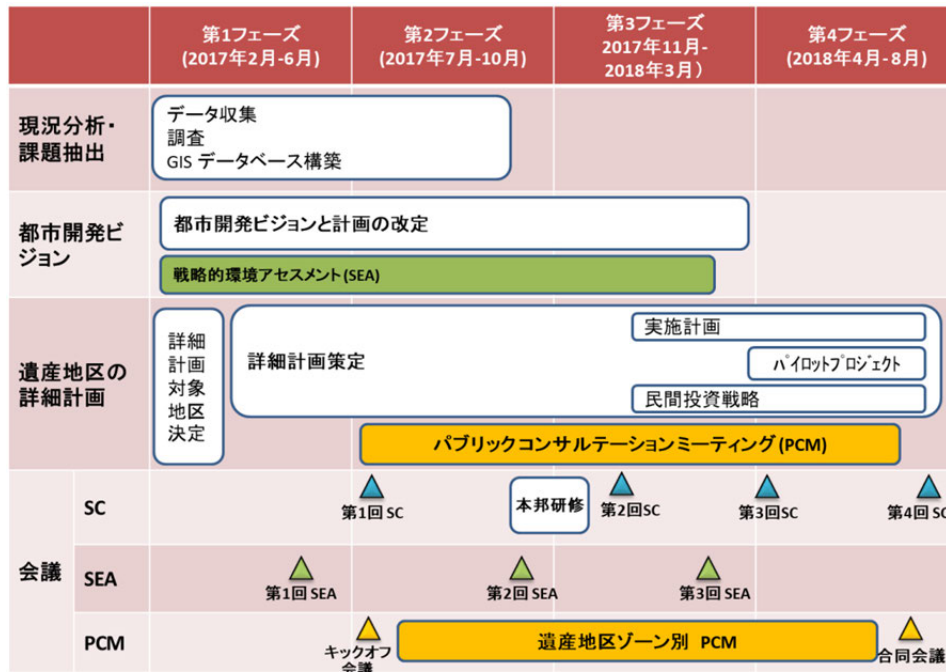 第1フェーズ
(2017年2月-6月)
第2フェーズ
(2017年7月-10月)
第3フェーズ
2017年11月-
2018年3月)
第4フェーズ
(2018年4月-8月)
現況分析・
課題抽出
データ収集
調査
GIS データベース構築
都市開発ビ
ジョン
都市開発ビジョンと計画の改定
戦略的環境アセスメント(SEA)
遺産地区の
詳細計画
詳細
計画
対象
地区
決定
詳細計画策定
実施計画
パイロットプロジェクト
民間投資戦略
パブリックコンサルテーションミーティング(PCM)
会議
SC
第1回 SC
本邦研修
第2回SC
第3回SC
第4回 SC
SEA
第1回 SEA
第2回 SEA
第3回 SEA
PCM
キックオフ
会議
遺産地区ゾーン別 PCM
合同会議